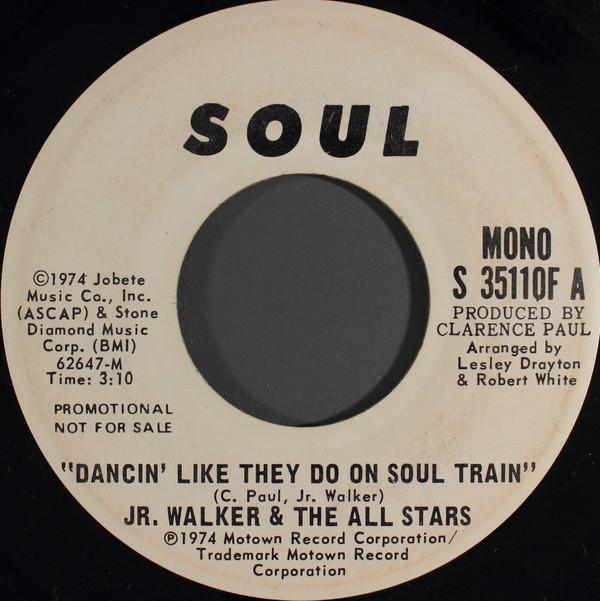 SOUL
MONO
S 35110F A
PRODUCED BY
CLARENCE PAUL
Arranged by
Lesley Drayton
& Robert White
©1974 Jobete
Music Co., Inc.
(ASCAP) & Stone
Diamond Music
Corp. (BMI)
62647-M
Time: 3:10
PROMOTIONAL
NOT FOR SALE
"DANCIN' LIKE THEY DO ON SOUL TRAIN"
(C. Paul, Jr. Walker)
JR. WALKER & THE ALL STARS
℗1974 Motown Record Corporation/
Trademark Motown Record
Corporation